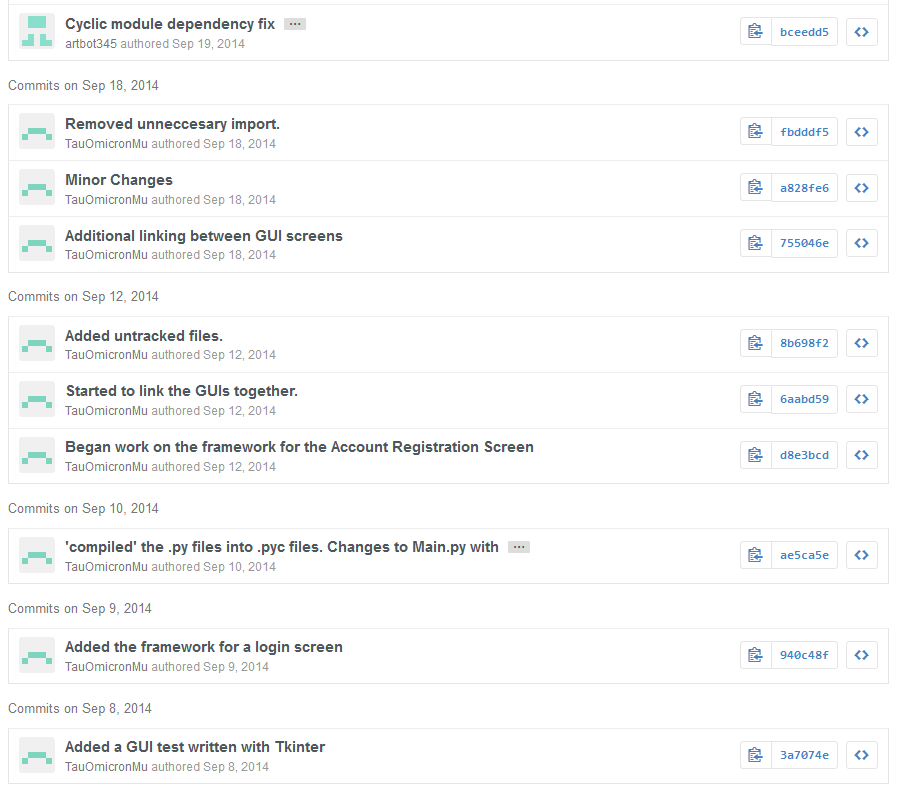 Cyclic module dependency fix ...
artbot345 authored Sep 19, 2014
bceedd5
Commits on Sep 18, 2014
Removed unneccesary import.
TauOmicronMu authored Sep 18, 2014
fbdddf5
Minor Changes
TauOmicronMu authored Sep 18, 2014
a828fe6
Additional linking between GUI screens
TauOmicronMu authored Sep 18, 2014
755046e
Commits on Sep 12, 2014
Added untracked files.
TauOmicronMu authored Sep 12, 2014
8b698f2
Started to link the GUIs together.
TauOmicronMu authored Sep 12, 2014
6aabd59
Began work on the framework for the Account Registration Screen
TauOmicronMu authored Sep 12, 2014
d8e3bcd
Commits on Sep 10, 2014
'compiled' the .py files into .pyc files. Changes to Main.py with ...
TauOmicronMu authored Sep 10, 2014
ae5ca5e
Commits on Sep 9, 2014
Added the framework for a login screen
TauOmicronMu authored Sep 9, 2014
940c48f
Commits on Sep 8, 2014
Added a GUI test written with Tkinter
TauOmicronMu authored Sep 8, 2014
3a7074e